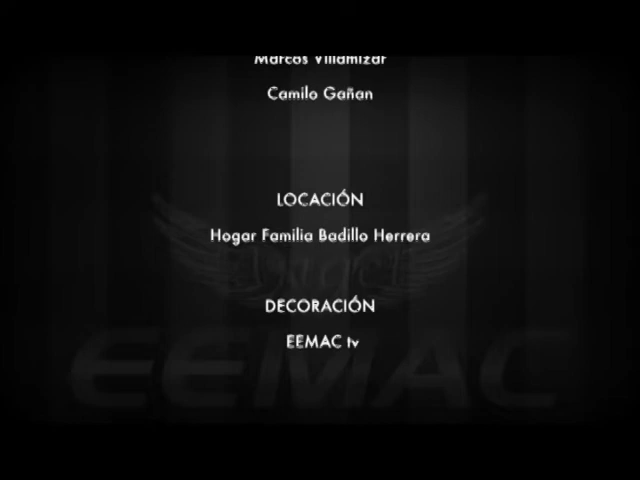 Marcos Villamizar
Camilo Gañan
LOCACIÓN
Hogar Familia Badillo Herrera
DECORACIÓN
EEMAC tv
EEMAC